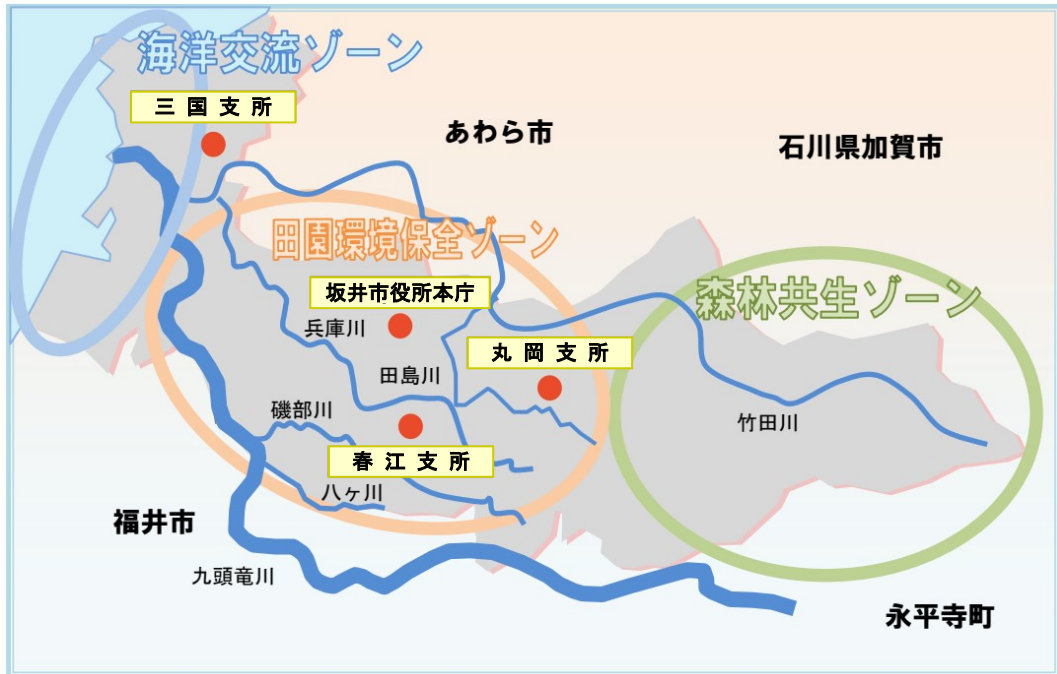 海洋交流ゾーン
三国支所
あわら市
石川県加賀市
田園環境保全ゾーン
坂井市役所本庁
森林共生ゾーン
兵庫川
丸岡支所
田島川
磯部川
竹田川
春江支所
八ヶ川
福井市
九頭竜川
永平寺町